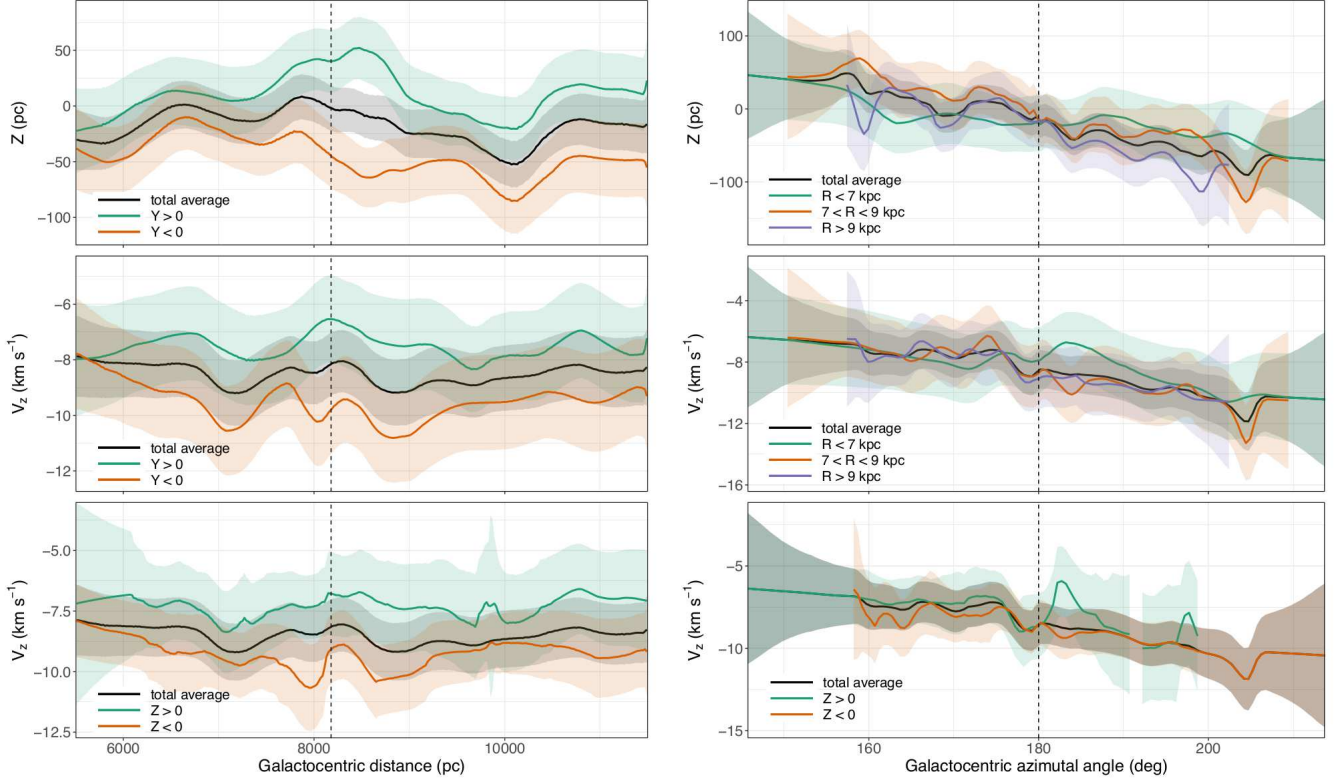 50
0
−50
−100
Z (pc)
total average
Y > 0
Y < 0
100
0
−100
Z (pc)
total average
R < 7 kpc
7 < R < 9 kpc
R > 9 kpc
−6
−8
−10
−12
Vz (km s−1)
total average
Y > 0
Y < 0
−4
−8
−12
−16
Vz (km s−1)
total average
R < 7 kpc
7 < R < 9 kpc
R > 9 kpc
−5.0
−7.5
−10.0
−12.5
Vz (km s−1)
total average
Z > 0
Z < 0
6000 8000 10000
Galactocentric distance (pc)
−5
−10
−15
Vz (km s−1)
total average
Z > 0
Z < 0
160 180 200
Galactocentric azimutal angle (deg)